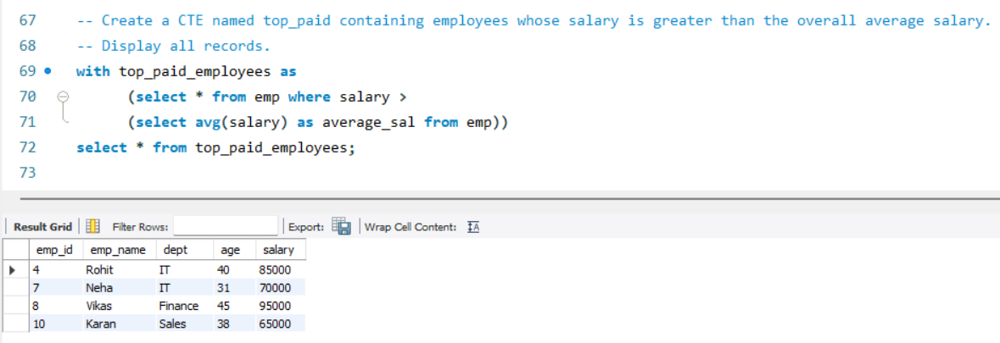 67 -- Create a CTE named top_paid containing employees whose salary is greater than the overall average salary.
68 -- Display all records.
69 with top_paid_employees as
70 (select * from emp where salary >
71 (select avg(salary) as average_sal from emp))
72 select * from top_paid_employees;
73
Result Grid Filter Rows: Export: Wrap Cell Content:
emp_id emp_name dept age salary
4 Rohit IT 40 85000
7 Neha IT 31 70000
8 Vikas Finance 45 95000
10 Karan Sales 38 65000